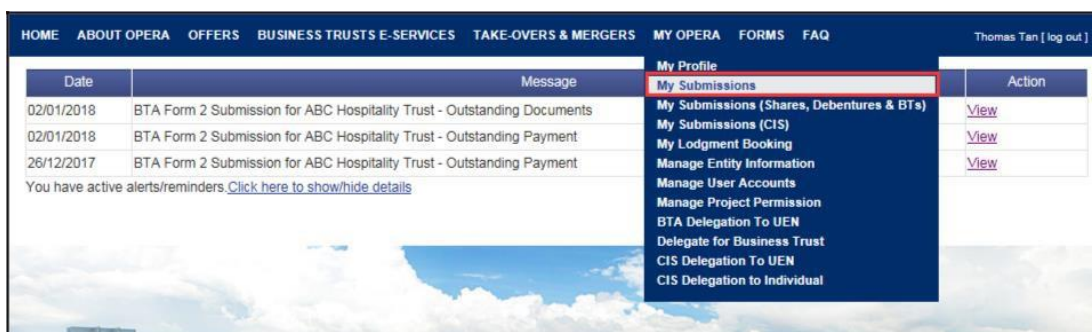 HOME ABOUT OPERA OFFERS BUSINESS TRUSTS E-SERVICES TAKE-OVERS & MERGERS MY OPERA FORMS FAQ Thomas Tan [ log out ]
Date Message Action
02/01/2018 BTA Form 2 Submission for ABC Hospitality Trust - Outstanding Documents View
02/01/2018 BTA Form 2 Submission for ABC Hospitality Trust - Outstanding Payment View
26/12/2017 BTA Form 2 Submission for ABC Hospitality Trust - Outstanding Payment View
You have active alerts/reminders.Click here to show/hide details
My Profile
My Submissions
My Submissions (Shares, Debentures & BTs)
My Submissions (CIS)
My Lodgment Booking
Manage Entity Information
Manage User Accounts
Manage Project Permission
BTA Delegation To UEN
Delegate for Business Trust
CIS Delegation To UEN
CIS Delegation to Individual